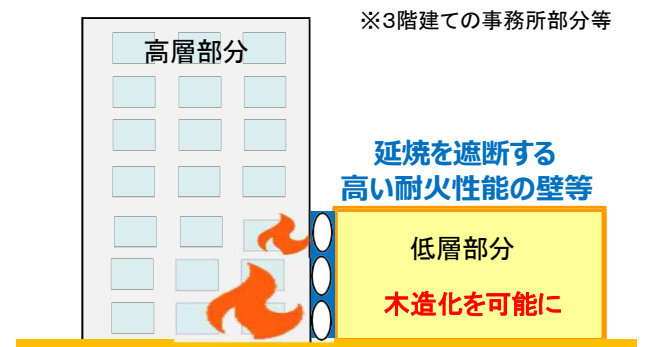 ※3階建ての事務所部分等
高層部分
延焼を遮断する
高い耐火性能の壁等
低層部分
木造化を可能に